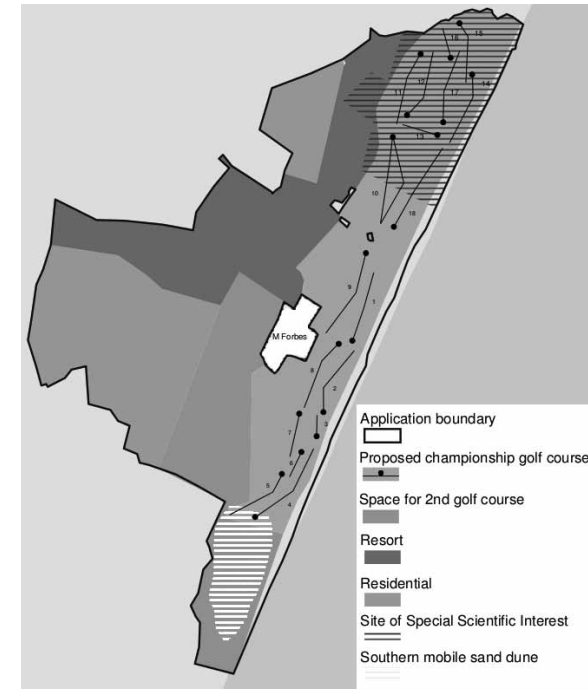 16
15
12
11
17
14
13
10
18
9
1
M Forbes
8
2
7
3
6
5
4
Application boundary
Proposed championship golf course
Space for 2nd golf course
Resort
Residential
Site of Special Scientific Interest
Southern mobile sand dune